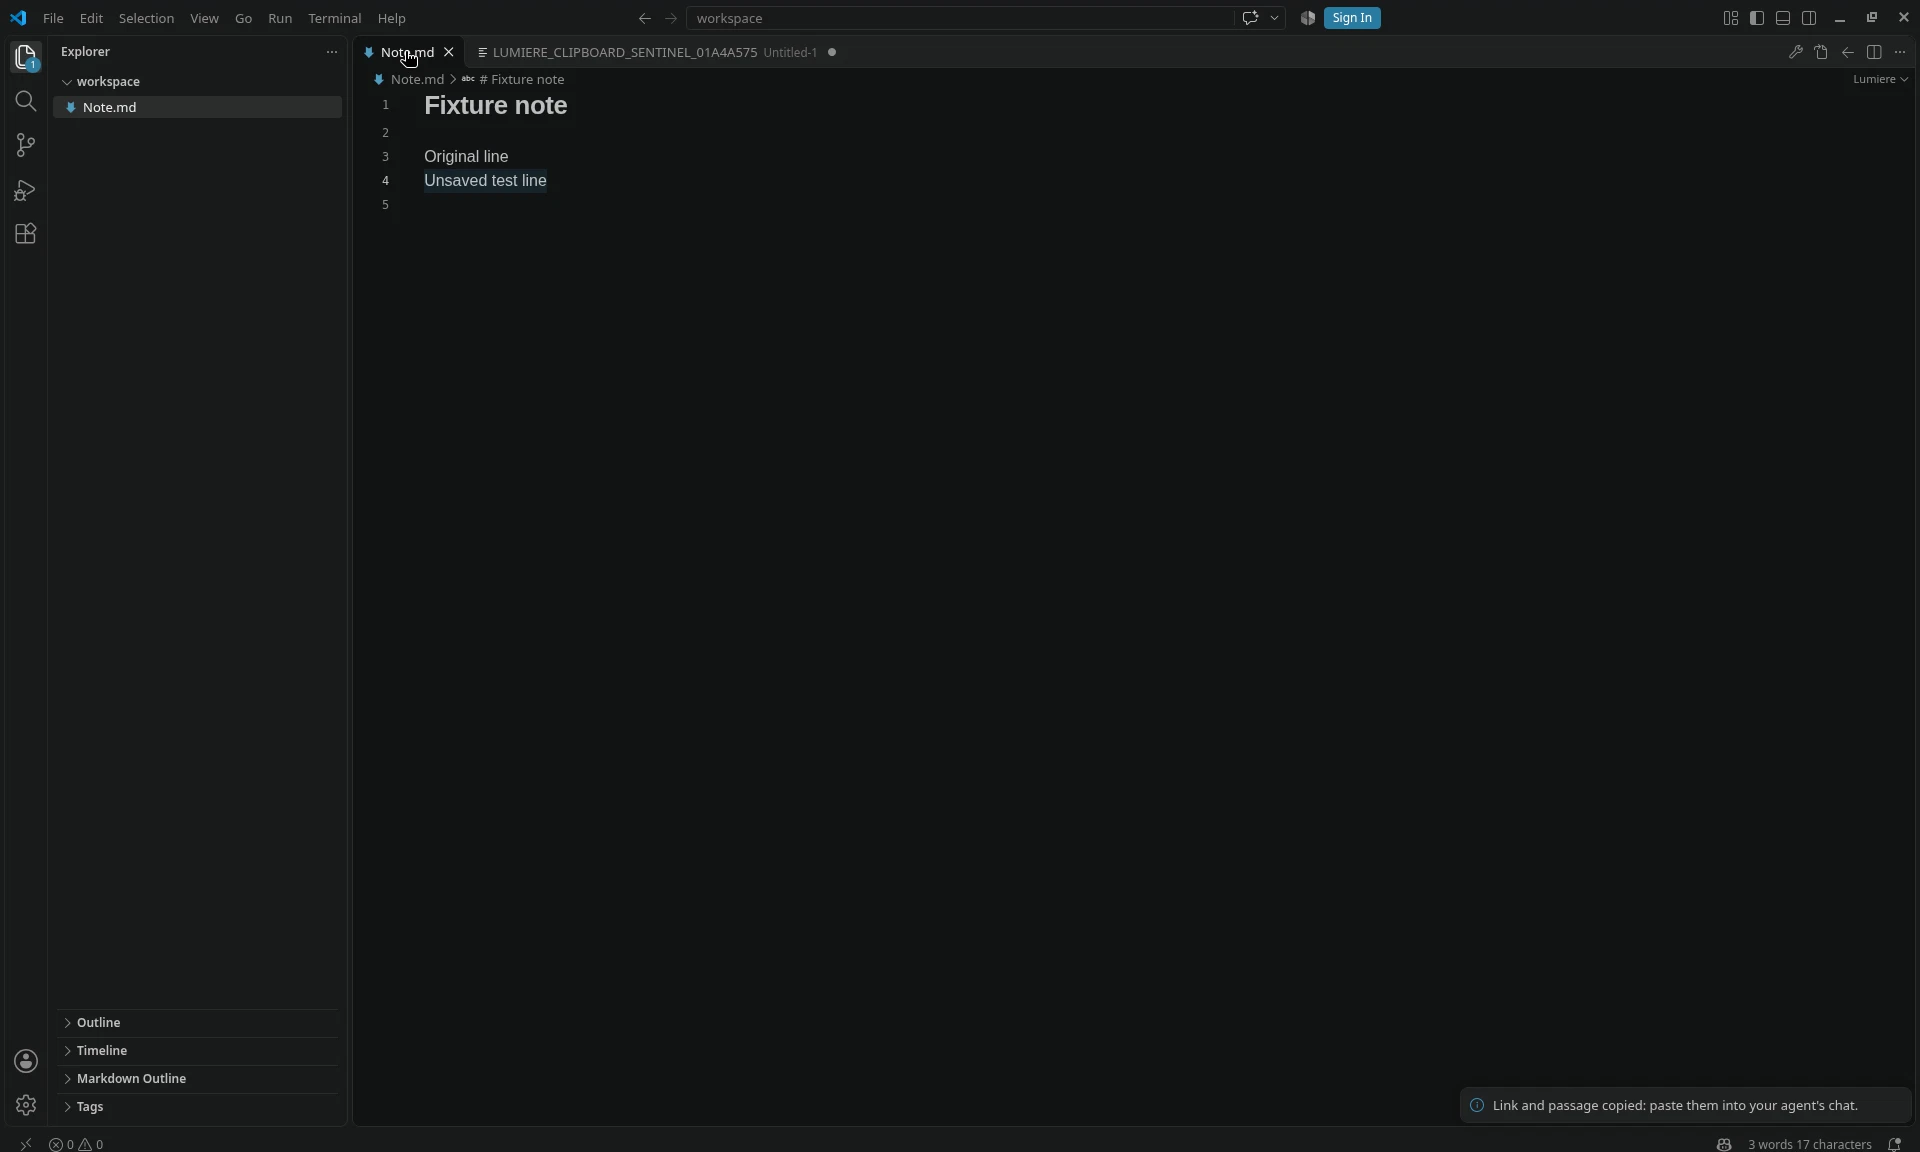 File Edit Selection View Go Run Terminal Help
workspace
Sign In
Explorer
1
workspace
Note.md
Note.md
LUMIERE_CLIPBOARD_SENTINEL_01A4A575 Untitled-1
Note.md > abc # Fixture note
Lumiere
1 Fixture note
2
3 Original line
4 Unsaved test line
5
Outline
Timeline
Markdown Outline
Tags
Link and passage copied: paste them into your agent's chat.
0 0
3 words 17 characters